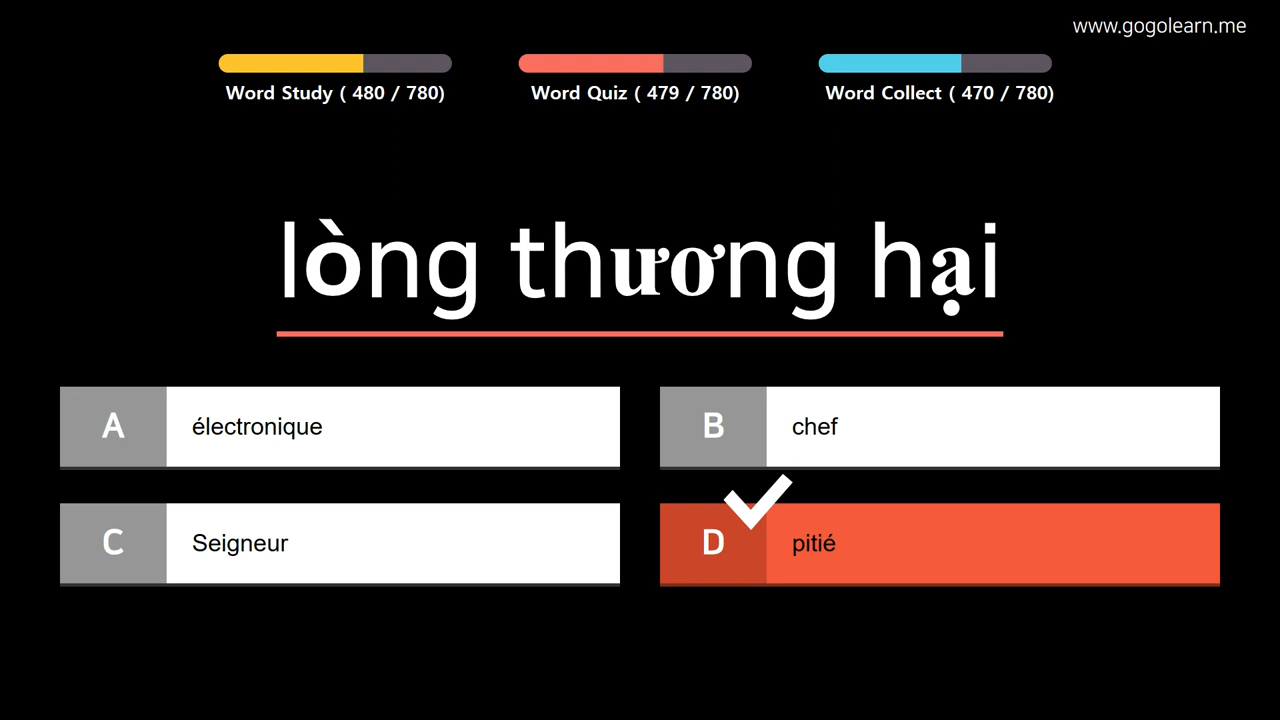 www.gogolearn.me
Word Study ( 480 / 780)
Word Quiz ( 479 / 780)
Word Collect ( 470 / 780)
lòng thương hại
A électronique
B chef
C Seigneur
D pitié